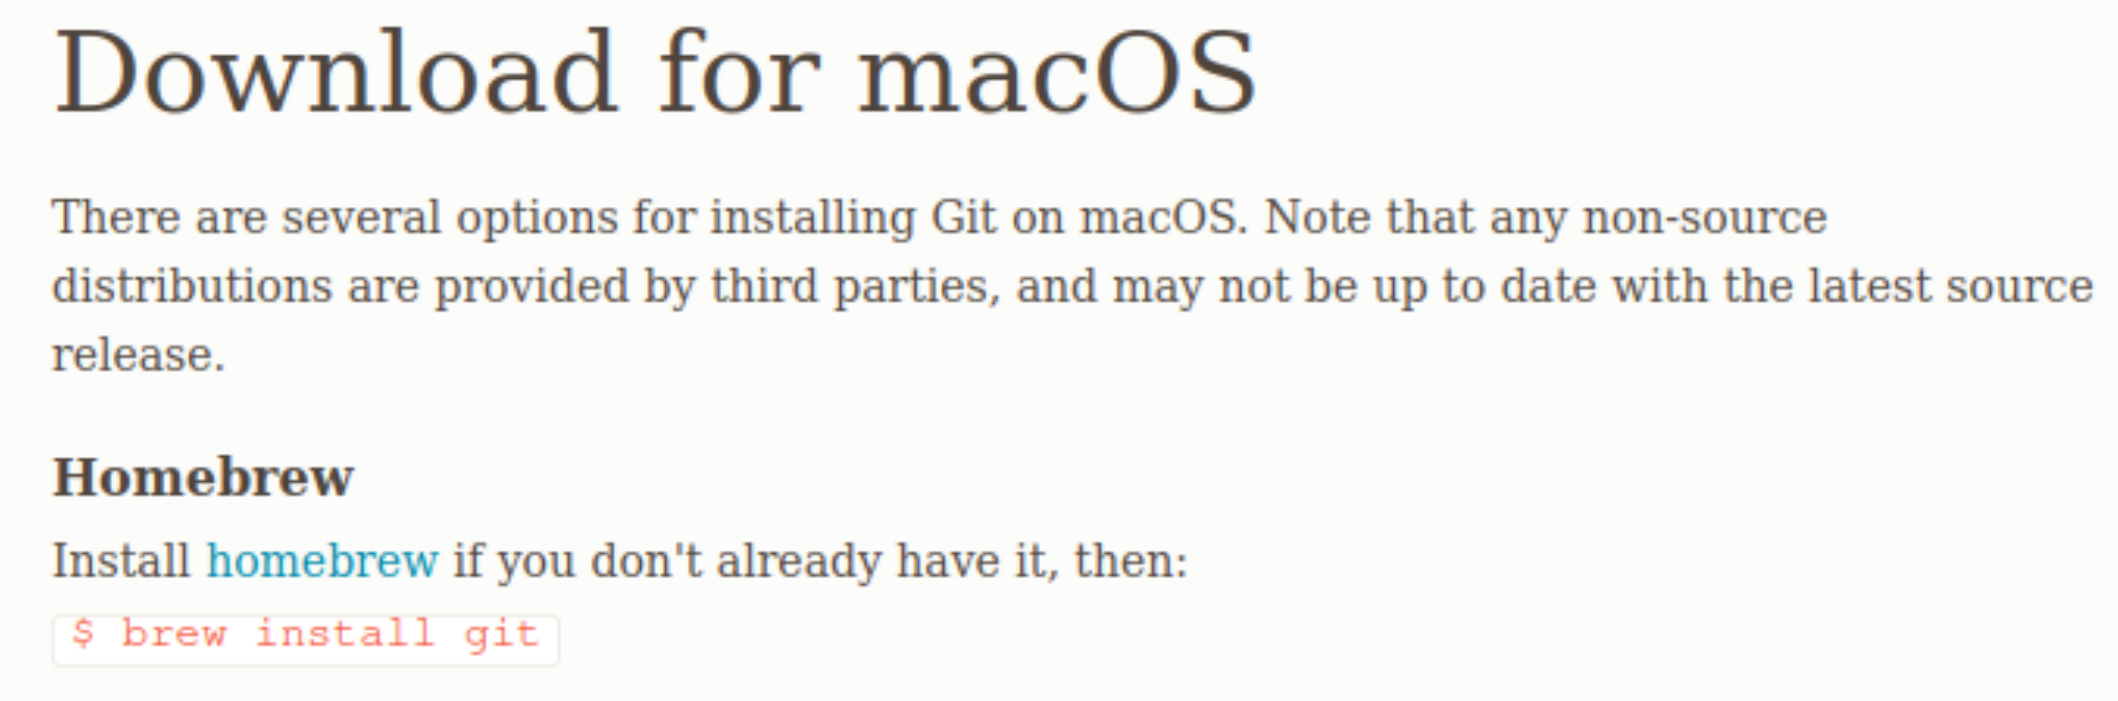 Download for macOS
There are several options for installing Git on macOS. Note that any non-source
distributions are provided by third parties, and may not be up to date with the latest source
release.
Homebrew
Install homebrew if you don't already have it, then:
$ brew install git